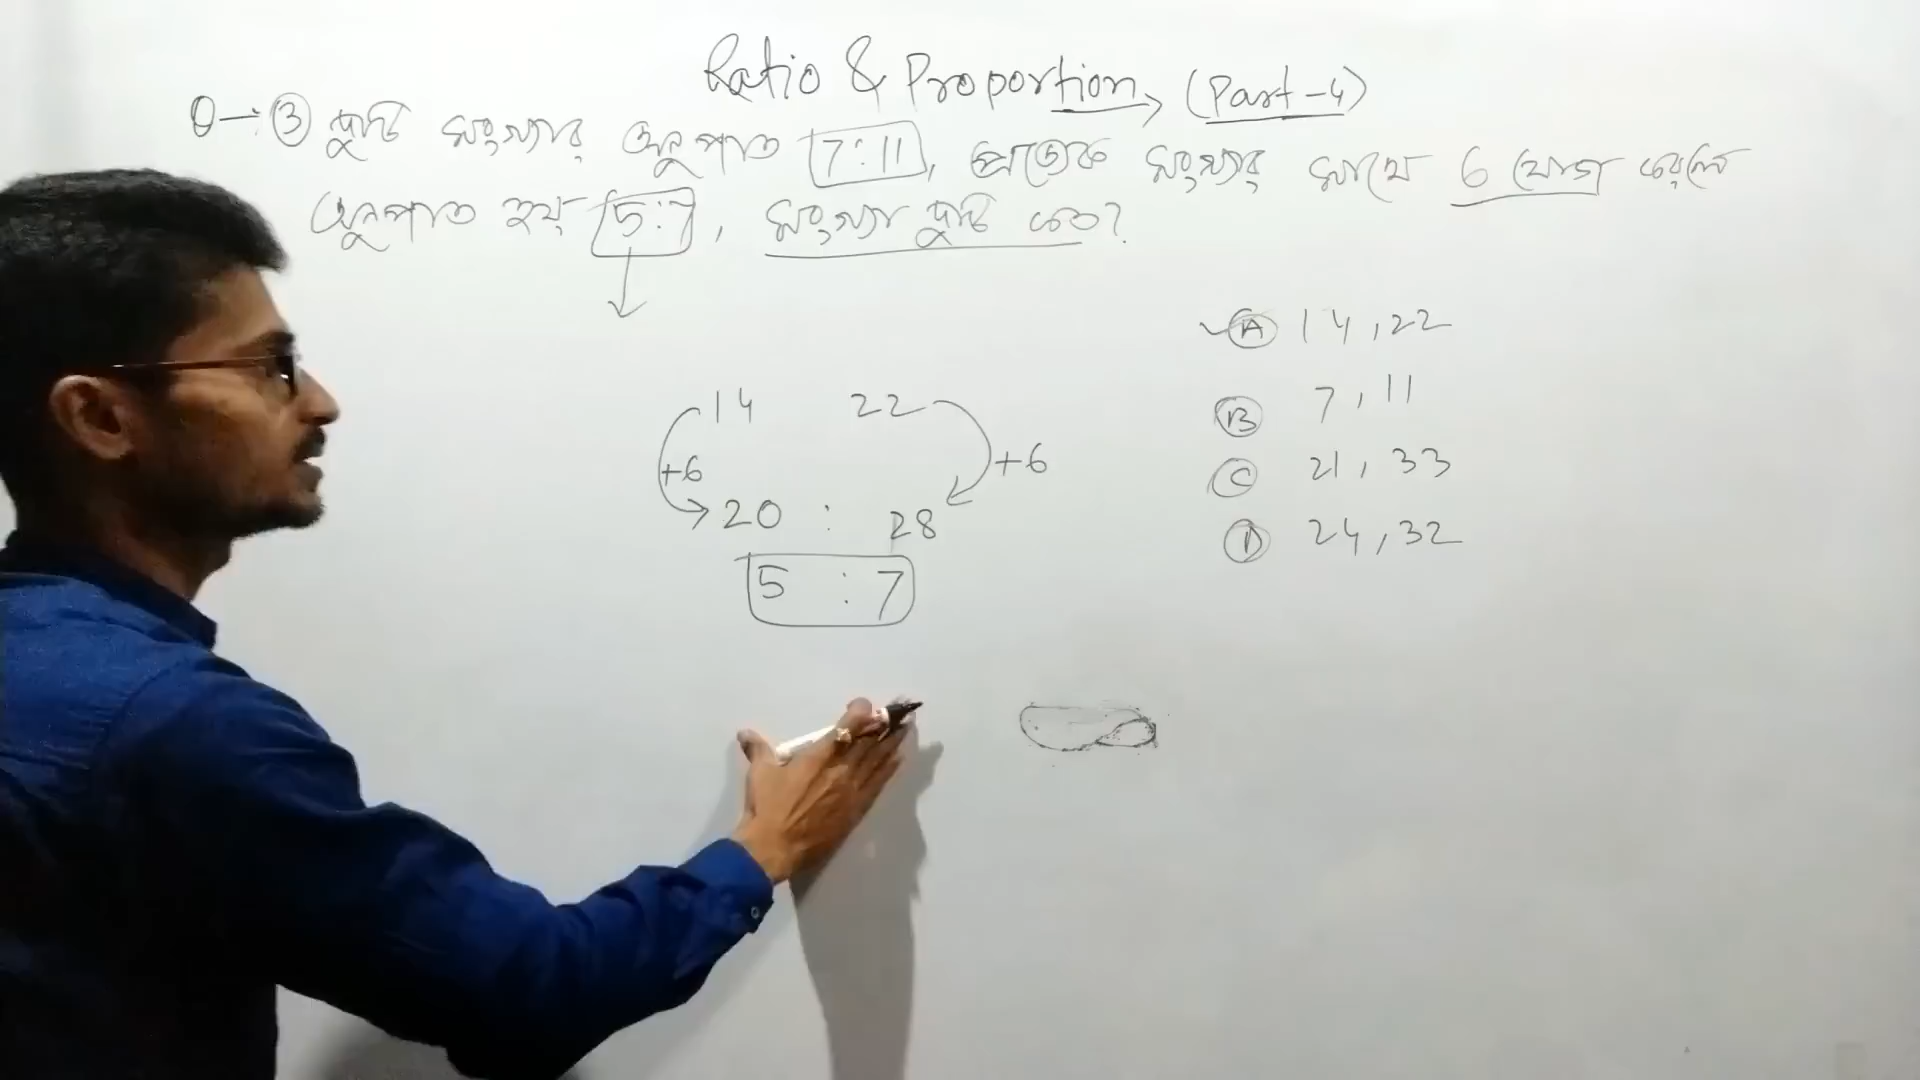 Ratio & Proportion, (Part-4)
Q → ③ দুটি সংখ্যার অনুপাত 7:11, প্রত্যেক সংখ্যার সাথে 6 যোগ করলে
অনুপাত হয় 5:7, সংখ্যা দুটি কত?
Ⓐ 14, 22
Ⓑ 7, 11
Ⓒ 21, 33
Ⓓ 24, 32
14 22
+6 +6
20 : 28
5 : 7